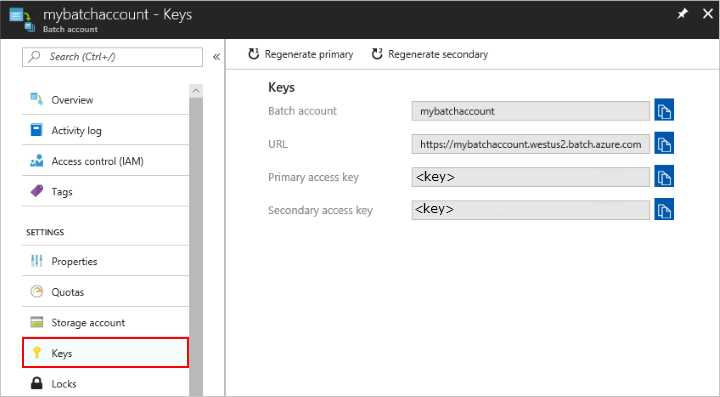 mybatchaccount - Keys
Batch account
Search (Ctrl+/)
Overview
Activity log
Access control (IAM)
Tags
SETTINGS
Properties
Quotas
Storage account
Keys
Locks
Regenerate primary Regenerate secondary
Keys
Batch account mybatchaccount
URL https://mybatchaccount.westus2.batch.azure.com
Primary access key <key>
Secondary access key <key>